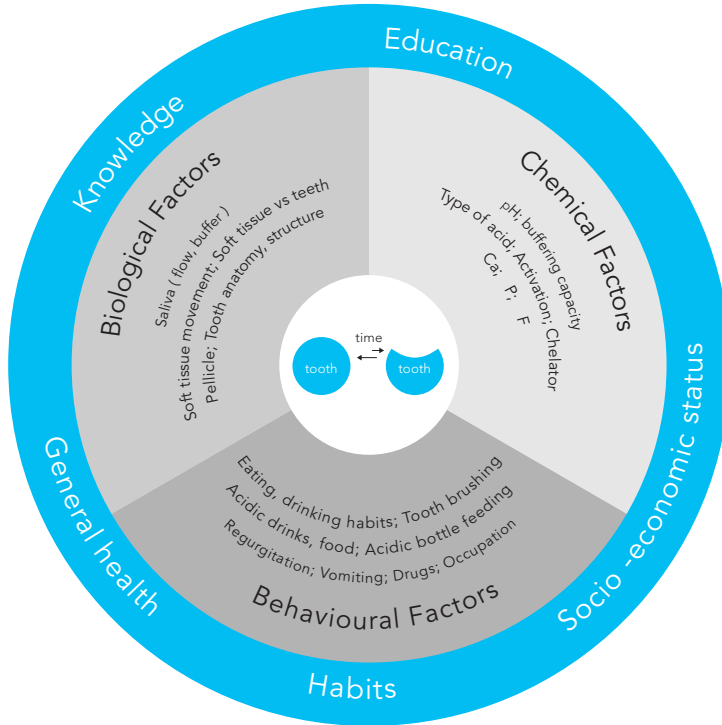 Education
Knowledge
General health
Habits
Socio -economic status
Biological Factors
Saliva ( flow, buffer )
Soft tissue movement; Soft tissue vs teeth
Pellicle; Tooth anatomy, structure
Chemical Factors
pH; buffering capacity
Type of acid; Activation; Chelator
Ca; P; F
time
tooth
tooth
Eating, drinking habits; Tooth brushing
Acidic drinks, food; Acidic bottle feeding
Regurgitation; Vomiting; Drugs; Occupation
Behavioural Factors